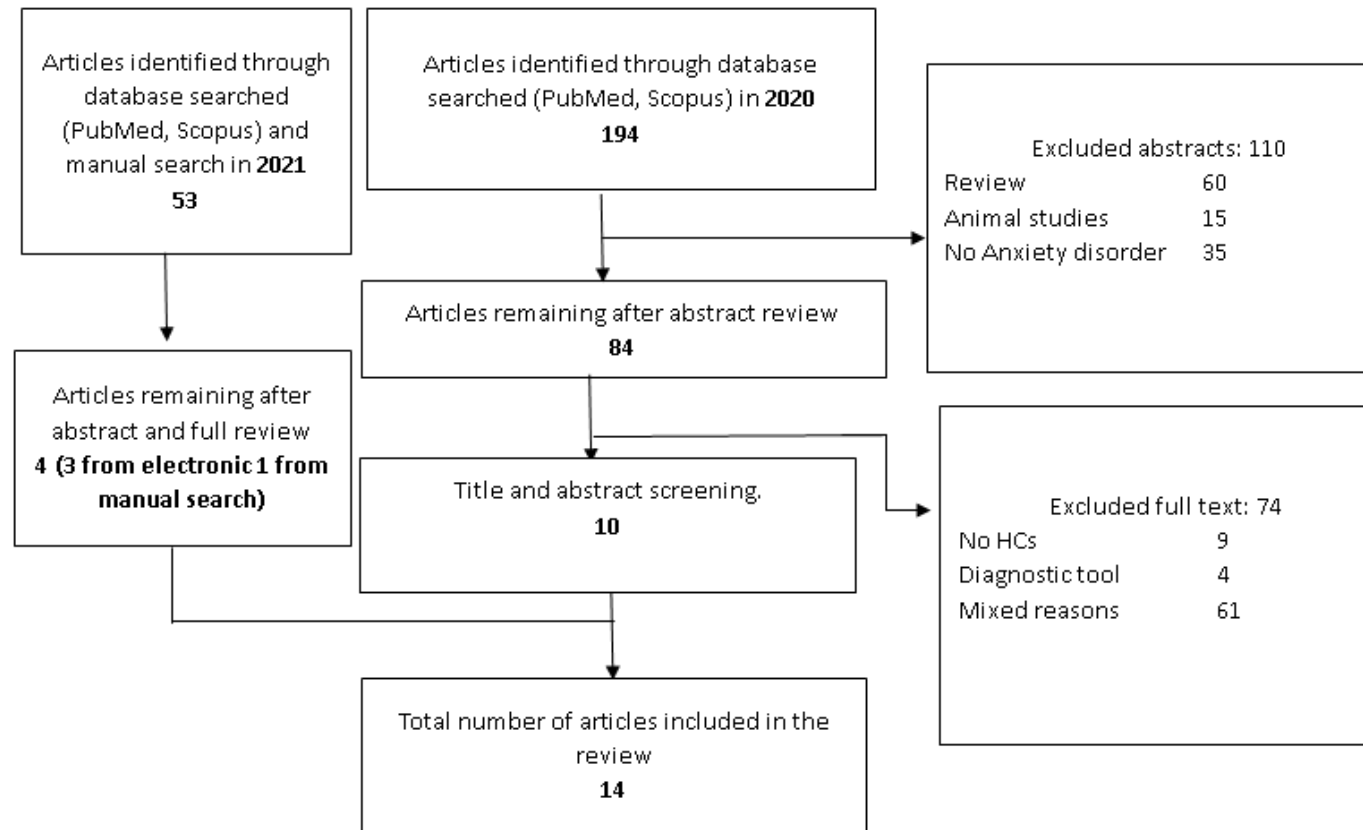 Articles identified through
database searched
(PubMed, Scopus) and
manual search in 2021
53
Articles identified through database
searched (PubMed, Scopus) in 2020
194
Excluded abstracts: 110
Review 60
Animal studies 15
No Anxiety disorder 35
Articles remaining after abstract review
84
Articles remaining after
abstract and full review
4 (3 from electronic 1 from
manual search)
Title and abstract screening.
10
Excluded full text: 74
No HCs 9
Diagnostic tool 4
Mixed reasons 61
Total number of articles included in the
review
14